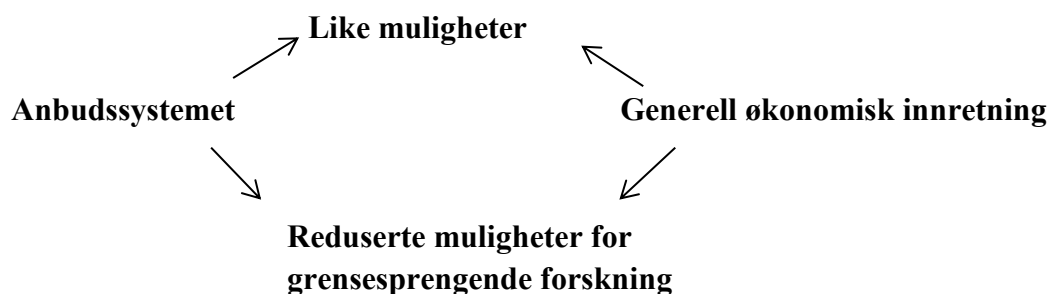 Like muligheter
Anbudssystemet
Generell økonomisk innretning
Reduserte muligheter for
grensesprengende forskning